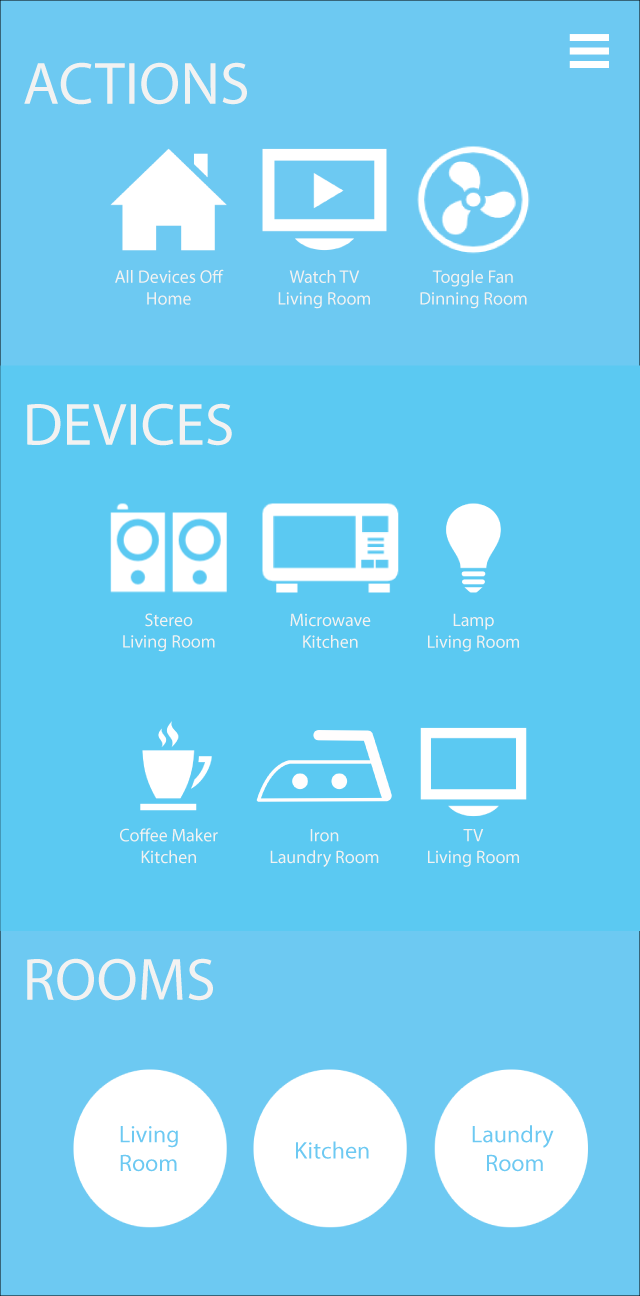 ACTIONS
All Devices Off
Home
Watch TV
Living Room
Toggle Fan
Dinning Room
DEVICES
Stereo
Living Room
Microwave
Kitchen
Lamp
Living Room
Coffee Maker
Kitchen
Iron
Laundry Room
TV
Living Room
ROOMS
Living
Room
Kitchen
Laundry
Room